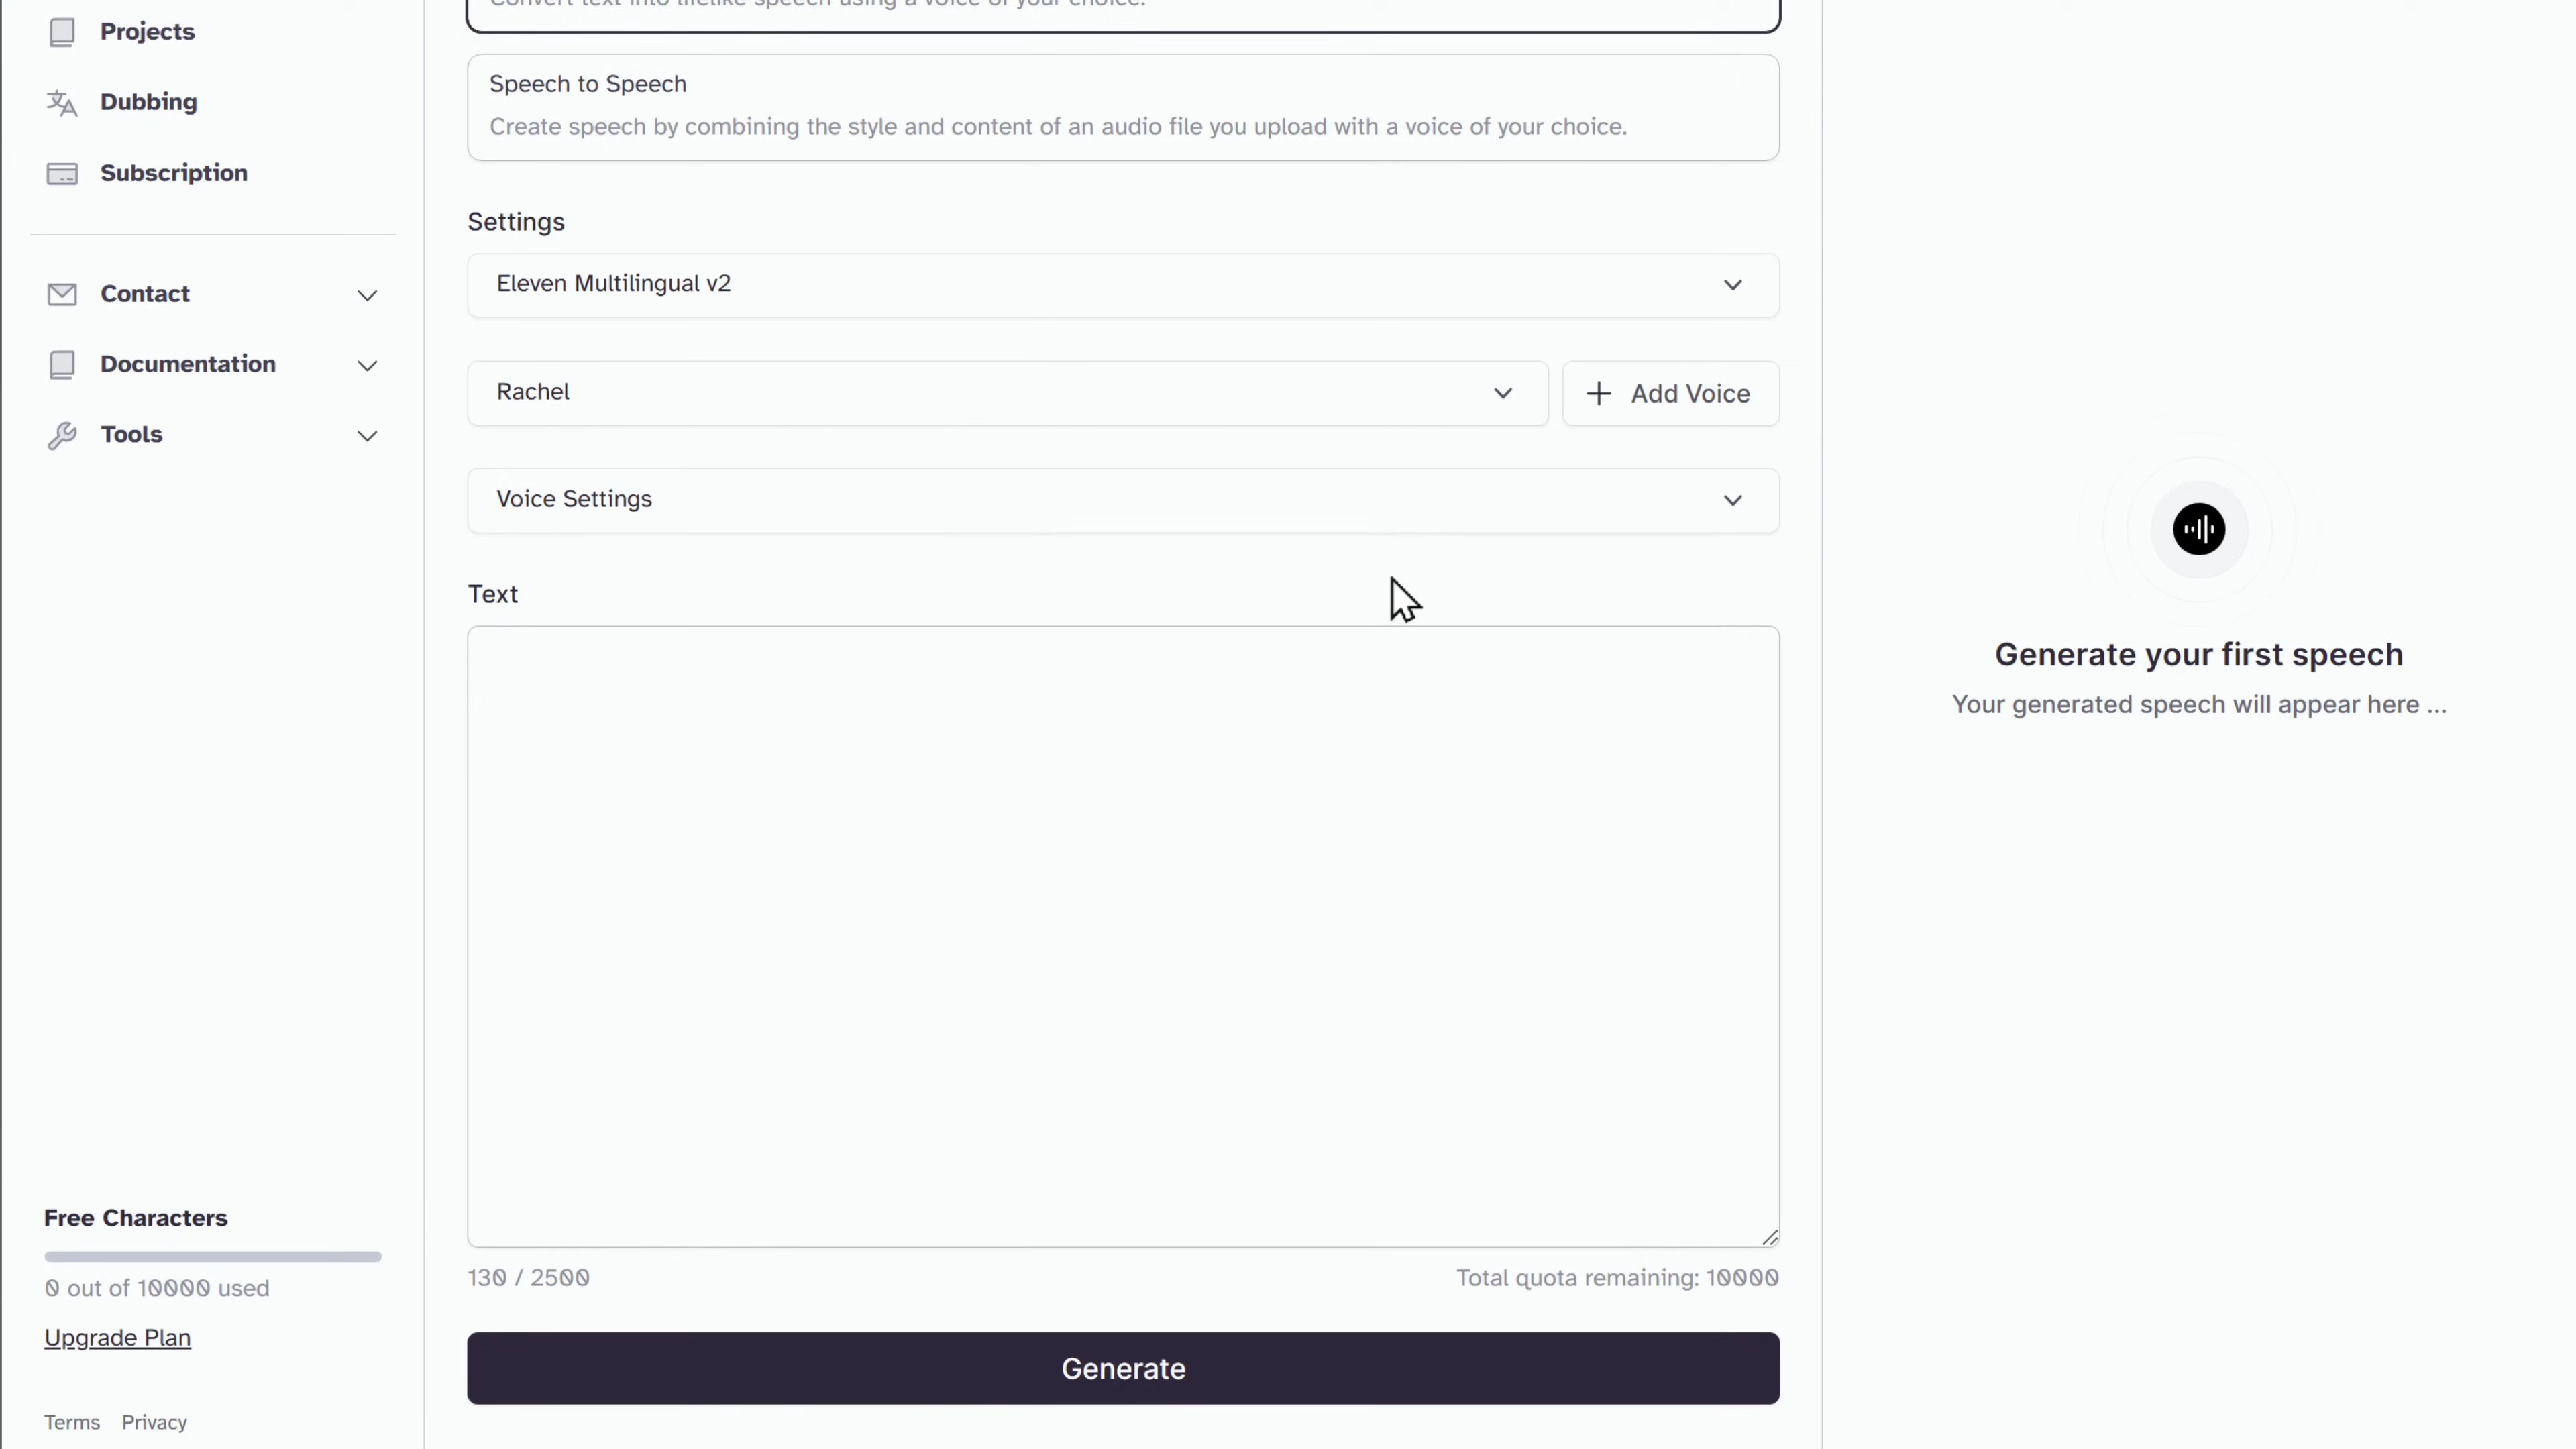 Projects
Dubbing
Subscription
Contact
Documentation
Tools
Free Characters
0 out of 10000 used
Upgrade Plan
Terms Privacy
Convert text into lifelike speech using a voice of your choice.
Speech to Speech
Create speech by combining the style and content of an audio file you upload with a voice of your choice.
Settings
Eleven Multilingual v2
Rachel
Add Voice
Voice Settings
Text
130 / 2500
Total quota remaining: 10000
Generate
Generate your first speech
Your generated speech will appear here ...